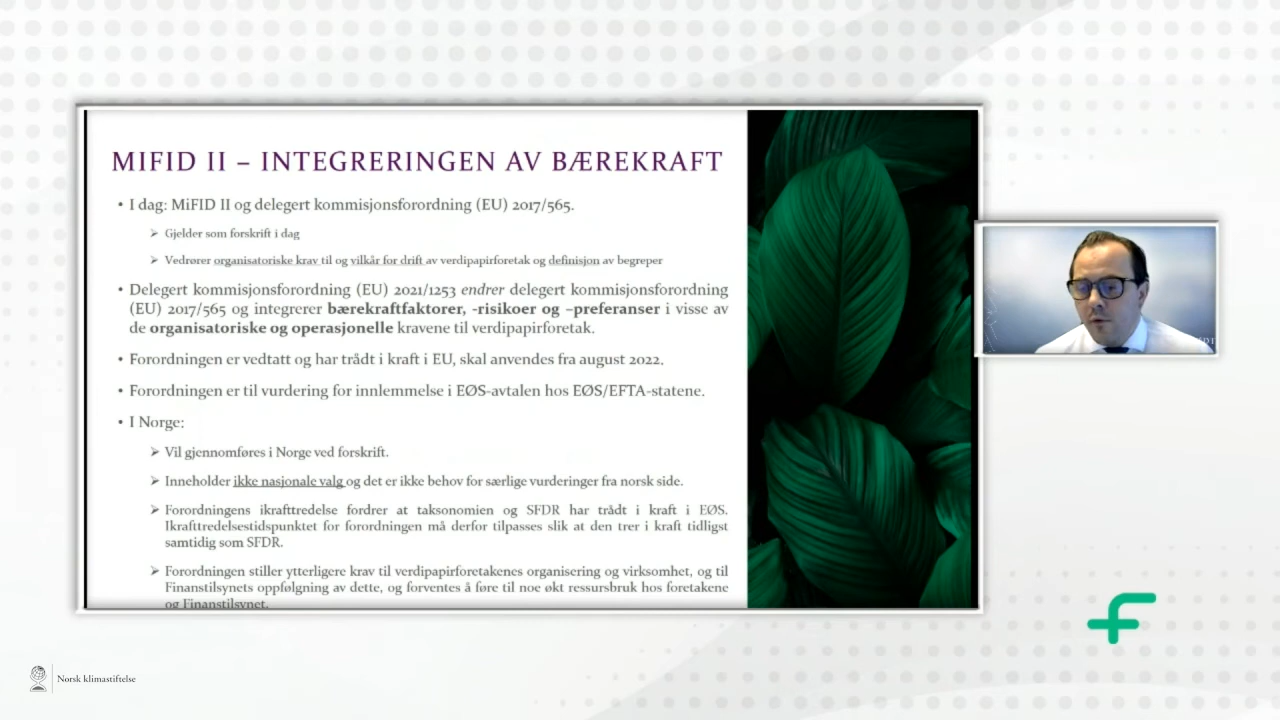 MIFID II – INTEGRERINGEN AV BÆREKRAFT
• I dag: MiFID II og delegert kommisjonsforordning (EU) 2017/565.
➢ Gjelder som forskrift i dag
➢ Vedrører organisatoriske krav til og vilkår for drift av verdipapirforetak og definisjon av begreper
• Delegert kommisjonsforordning (EU) 2021/1253 endrer delegert kommisjonsforordning
(EU) 2017/565 og integrerer bærekraftfaktorer, -risikoer og –preferanser i visse av
de organisatoriske og operasjonelle kravene til verdipapirforetak.
• Forordningen er vedtatt og har trådt i kraft i EU, skal anvendes fra august 2022.
• Forordningen er til vurdering for innlemmelse i EØS-avtalen hos EØS/EFTA-statene.
• I Norge:
➢ Vil gjennomføres i Norge ved forskrift.
➢ Inneholder ikke nasjonale valg og det er ikke behov for særlige vurderinger fra norsk side.
➢ Forordningens ikrafttredelse fordrer at taksonomien og SFDR har trådt i kraft i EØS.
Ikrafttredelsestidspunktet for forordningen må derfor tilpasses slik at den trer i kraft tidligst
samtidig som SFDR.
➢ Forordningen stiller ytterligere krav til verdipapirforetakenes organisering og virksomhet, og til
Finanstilsynets oppfølgning av dette, og forventes å føre til noe økt ressursbruk hos foretakene
og Finanstilsynet.
Norsk klimastiftelse